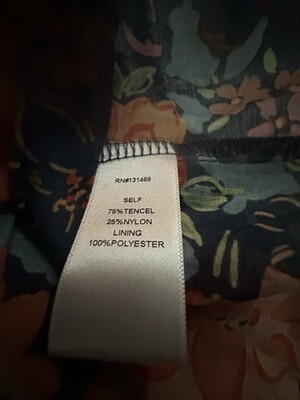 RN#131469
SELF
75%TENCEL
25%NYLON
LINING
100%POLYESTER